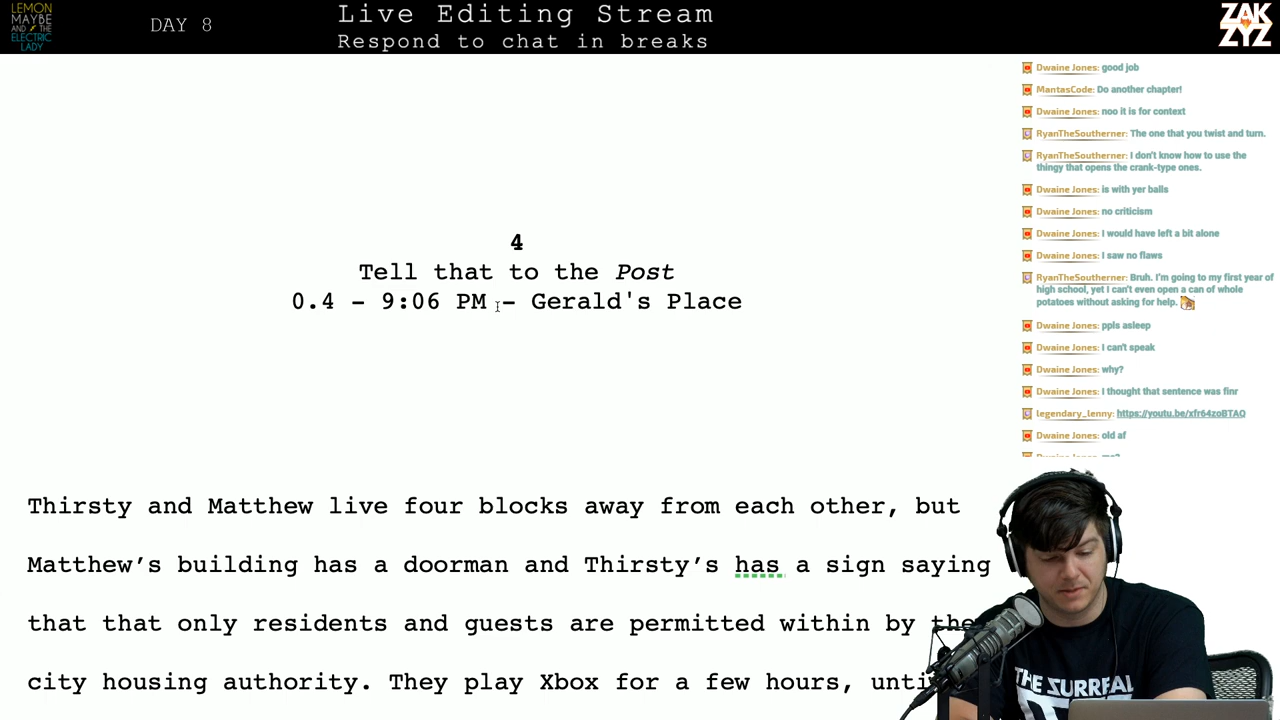 LEMON
MAYBE
AND THE
ELECTRIC
LADY
DAY 8
Live Editing Stream
Respond to chat in breaks
ZAK
ZYZ
Dwaine Jones: good job
MantasCode: Do another chapter!
Dwaine Jones: noo it is for context
RyanTheSoutherner: The one that you twist and turn.
RyanTheSoutherner: I don't know how to use the
thingy that opens the crank-type ones.
Dwaine Jones: is with yer balls
Dwaine Jones: no criticism
Dwaine Jones: I would have left a bit alone
Dwaine Jones: I saw no flaws
RyanTheSoutherner: Bruh. I'm going to my first year of
high school, yet I can't even open a can of whole
potatoes without asking for help.
Dwaine Jones: ppls asleep
Dwaine Jones: I can't speak
Dwaine Jones: why?
Dwaine Jones: I thought that sentence was finr
legendary_lenny: https://youtu.be/xfr64zoBTAQ
Dwaine Jones: old af
Dwaine Jones:
4
Tell that to the Post
0.4 – 9:06 PM – Gerald's Place
Thirsty and Matthew live four blocks away from each other, but
Matthew’s building has a doorman and Thirsty’s has a sign saying
that that only residents and guests are permitted within by the
city housing authority. They play Xbox for a few hours, until
THE SURREAL